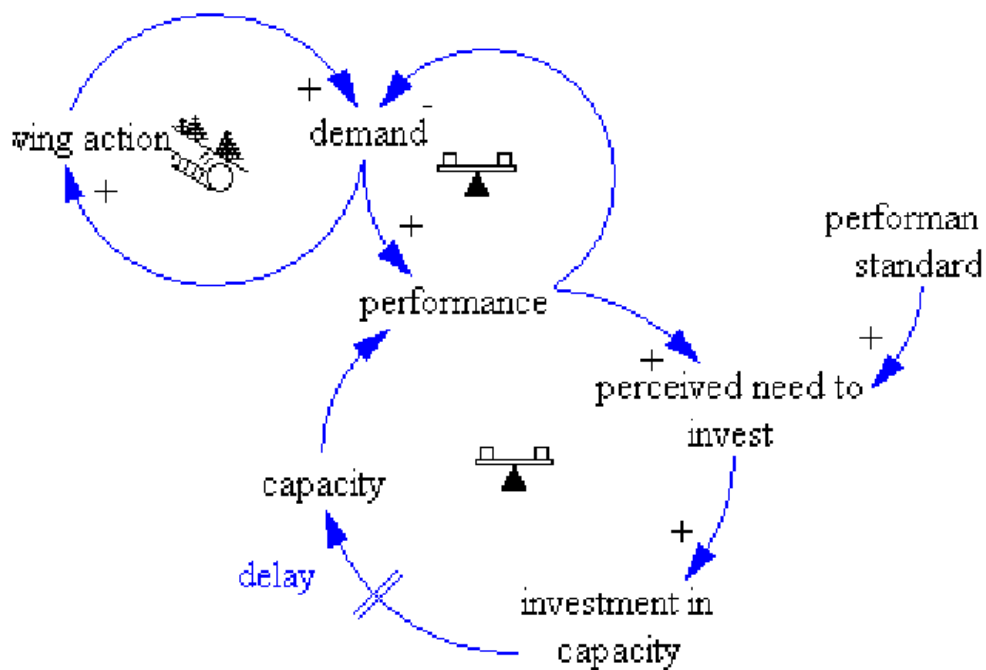 +
-
wing action
demand
+
+
performan
standard
performance
+
+
perceived need to
invest
capacity
+
delay
investment in
capacity